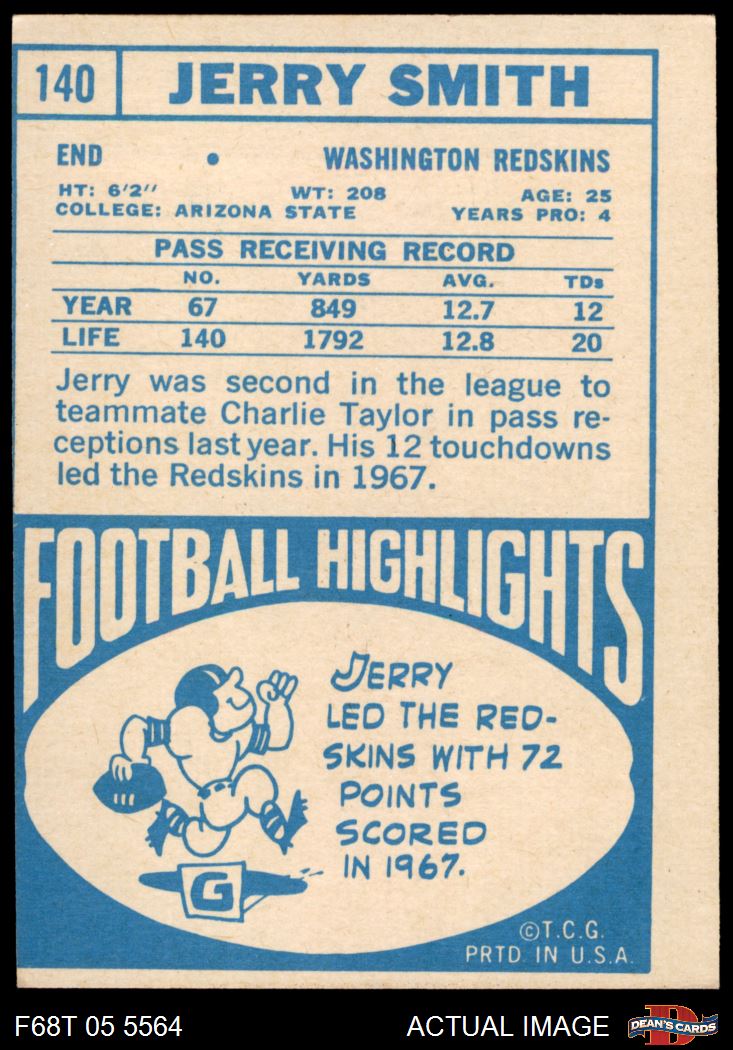 140 JERRY SMITH
END • WASHINGTON REDSKINS
HT: 6'2" WT: 208 AGE: 25
COLLEGE: ARIZONA STATE YEARS PRO: 4
PASS RECEIVING RECORD
NO. YARDS AVG. TDs
YEAR 67 849 12.7 12
LIFE 140 1792 12.8 20
Jerry was second in the league to
teammate Charlie Taylor in pass re-
ceptions last year. His 12 touchdowns
led the Redskins in 1967.
FOOTBALL HIGHLIGHTS
JERRY
LED THE RED-
SKINS WITH 72
POINTS
SCORED
IN 1967.
G
©T.C.G.
PRTD IN U.S.A.
F68T 05 5564 ACTUAL IMAGE D DEAN'S CARDS